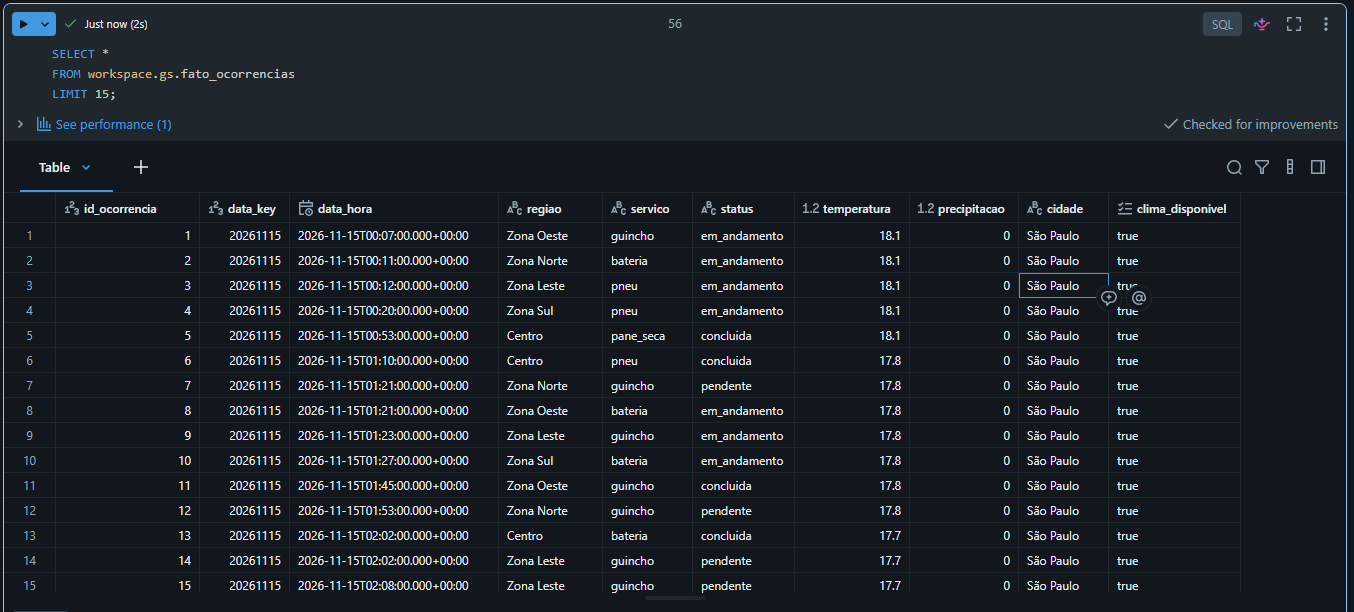 Just now (2s)
56
SQL
SELECT *
FROM workspace.gs.fato_ocorrencias
LIMIT 15;
See performance (1)
Checked for improvements
Table
1 2 3 id_ocorrencia 1 2 3 data_key data_hora A B C regiao A B C servico A B C status 1.2 temperatura 1.2 precipitacao A B C cidade clima_disponivel
1 1 20261115 2026-11-15T00:07:00.000+00:00 Zona Oeste guincho em_andamento 18.1 0 São Paulo true
2 2 20261115 2026-11-15T00:11:00.000+00:00 Zona Norte bateria em_andamento 18.1 0 São Paulo true
3 3 20261115 2026-11-15T00:12:00.000+00:00 Zona Leste pneu em_andamento 18.1 0 São Paulo true
4 4 20261115 2026-11-15T00:20:00.000+00:00 Zona Sul pneu em_andamento 18.1 0 São Paulo true
5 5 20261115 2026-11-15T00:53:00.000+00:00 Centro pane_seca concluida 18.1 0 São Paulo true
6 6 20261115 2026-11-15T01:10:00.000+00:00 Centro pneu concluida 17.8 0 São Paulo true
7 7 20261115 2026-11-15T01:21:00.000+00:00 Zona Norte guincho pendente 17.8 0 São Paulo true
8 8 20261115 2026-11-15T01:21:00.000+00:00 Zona Oeste bateria em_andamento 17.8 0 São Paulo true
9 9 20261115 2026-11-15T01:23:00.000+00:00 Zona Leste guincho em_andamento 17.8 0 São Paulo true
10 10 20261115 2026-11-15T01:27:00.000+00:00 Zona Sul bateria em_andamento 17.8 0 São Paulo true
11 11 20261115 2026-11-15T01:45:00.000+00:00 Zona Oeste guincho concluida 17.8 0 São Paulo true
12 12 20261115 2026-11-15T01:53:00.000+00:00 Zona Norte guincho pendente 17.8 0 São Paulo true
13 13 20261115 2026-11-15T02:02:00.000+00:00 Centro bateria concluida 17.7 0 São Paulo true
14 14 20261115 2026-11-15T02:02:00.000+00:00 Zona Leste guincho pendente 17.7 0 São Paulo true
15 15 20261115 2026-11-15T02:08:00.000+00:00 Zona Leste guincho pendente 17.7 0 São Paulo true